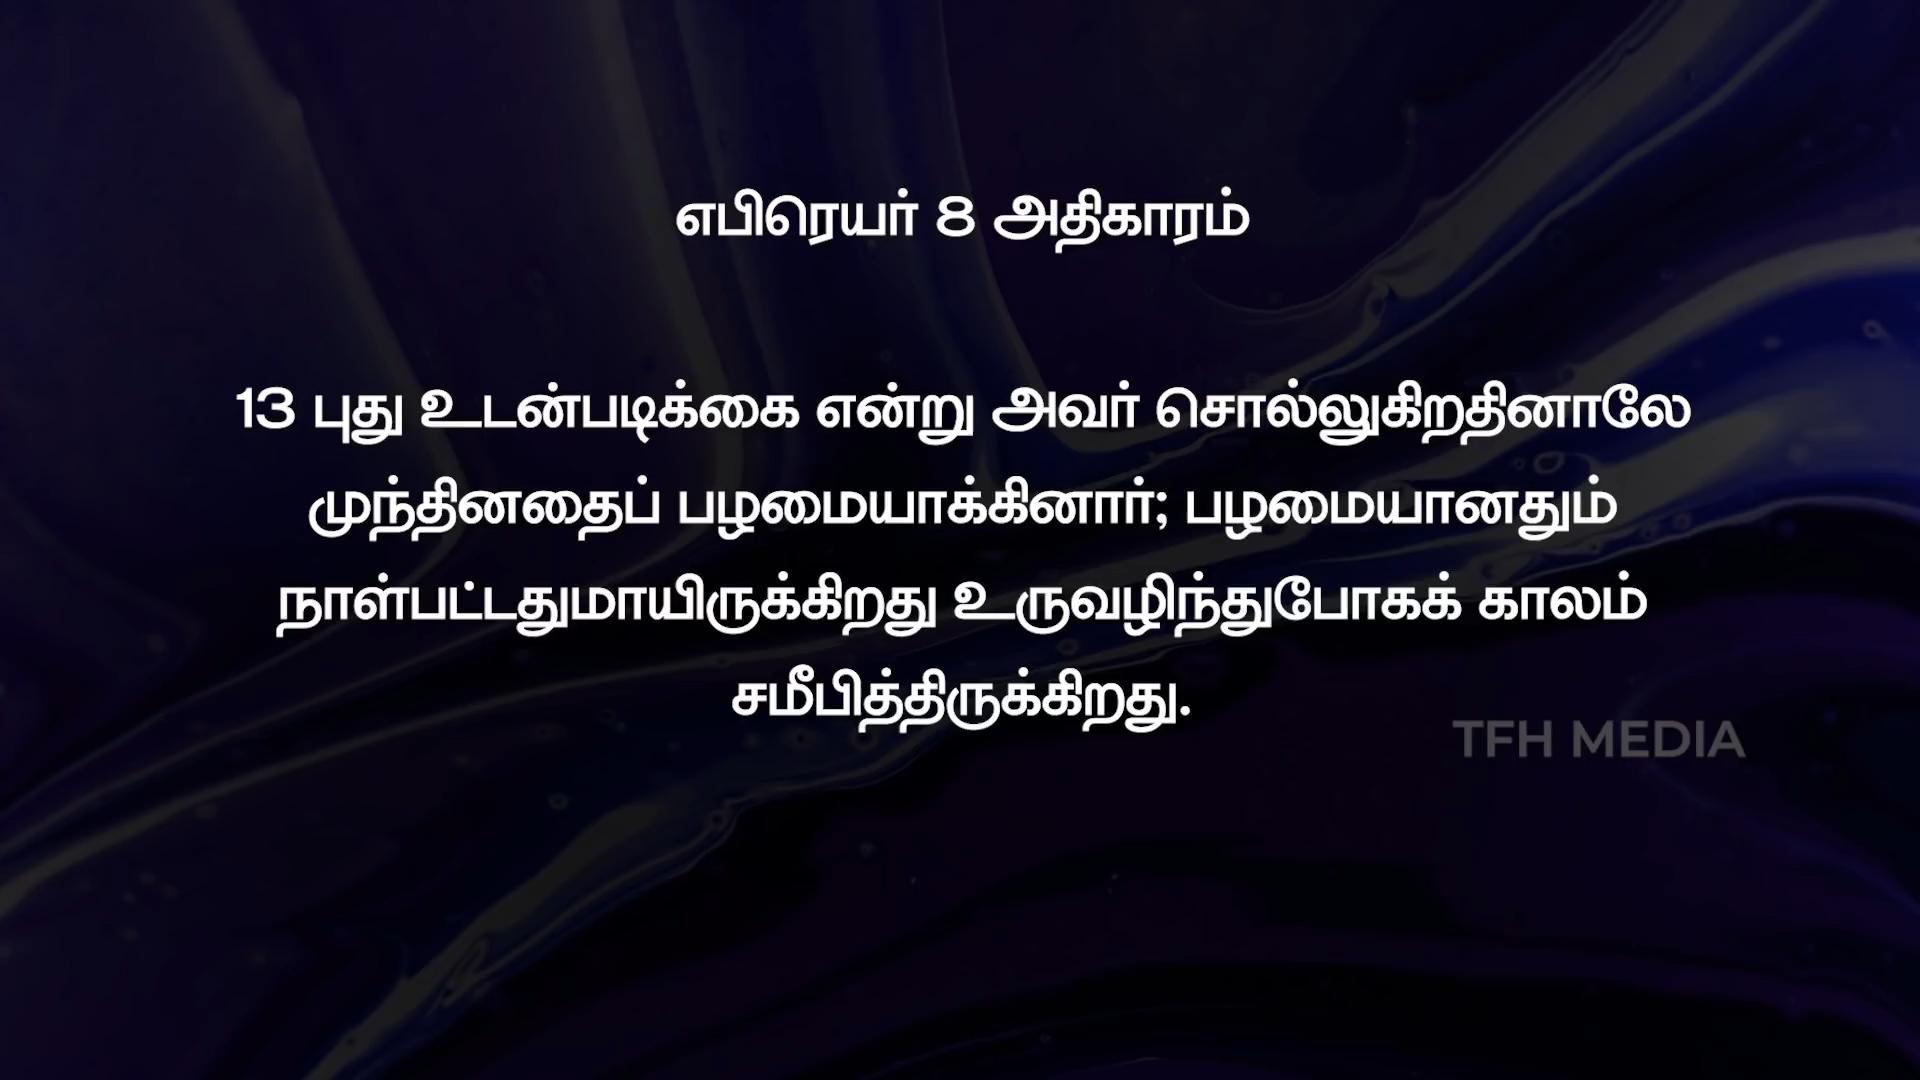 எபிரெயர் 8 அதிகாரம்
13 புது உடன்படிக்கை என்று அவர் சொல்லுகிறதினாலே
முந்தினதைப் பழமையாக்கினார்; பழமையானதும்
நாள்பட்டதுமாயிருக்கிறது உருவழிந்துபோகக் காலம்
சமீபித்திருக்கிறது.
TFH MEDIA